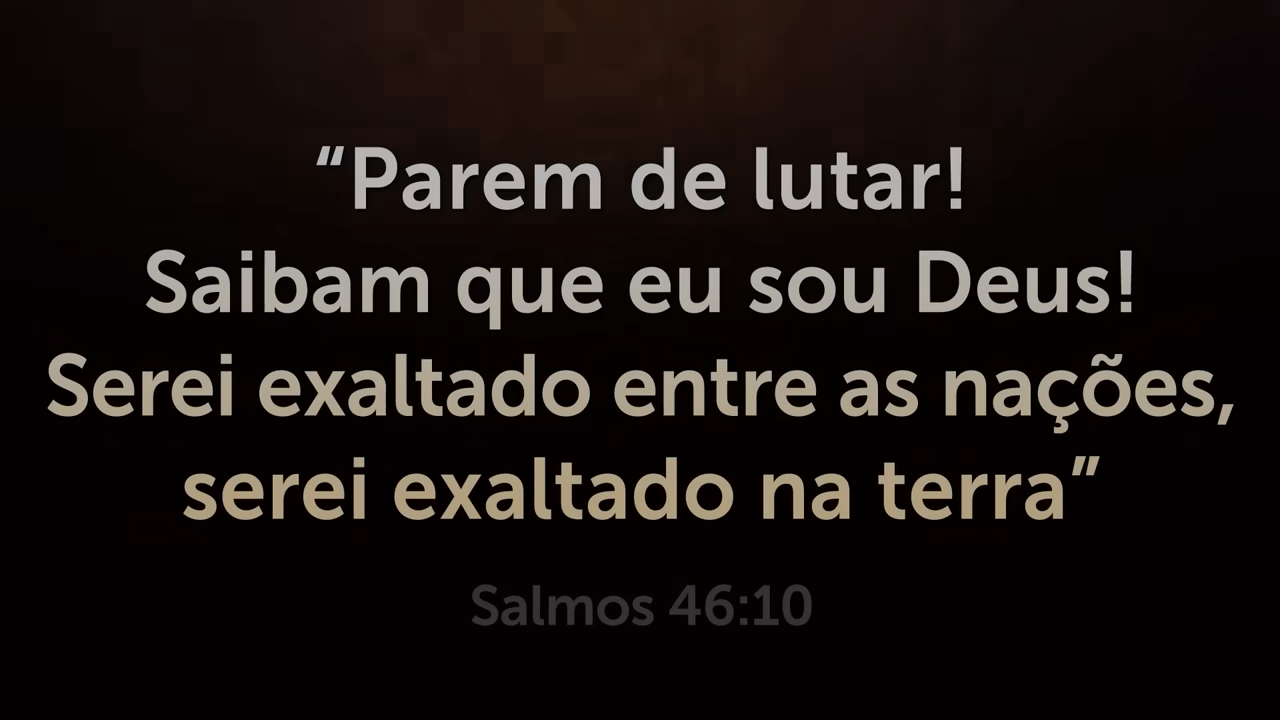 “Parem de lutar!
Saibam que eu sou Deus!
Serei exaltado entre as nações,
serei exaltado na terra”
Salmos 46:10